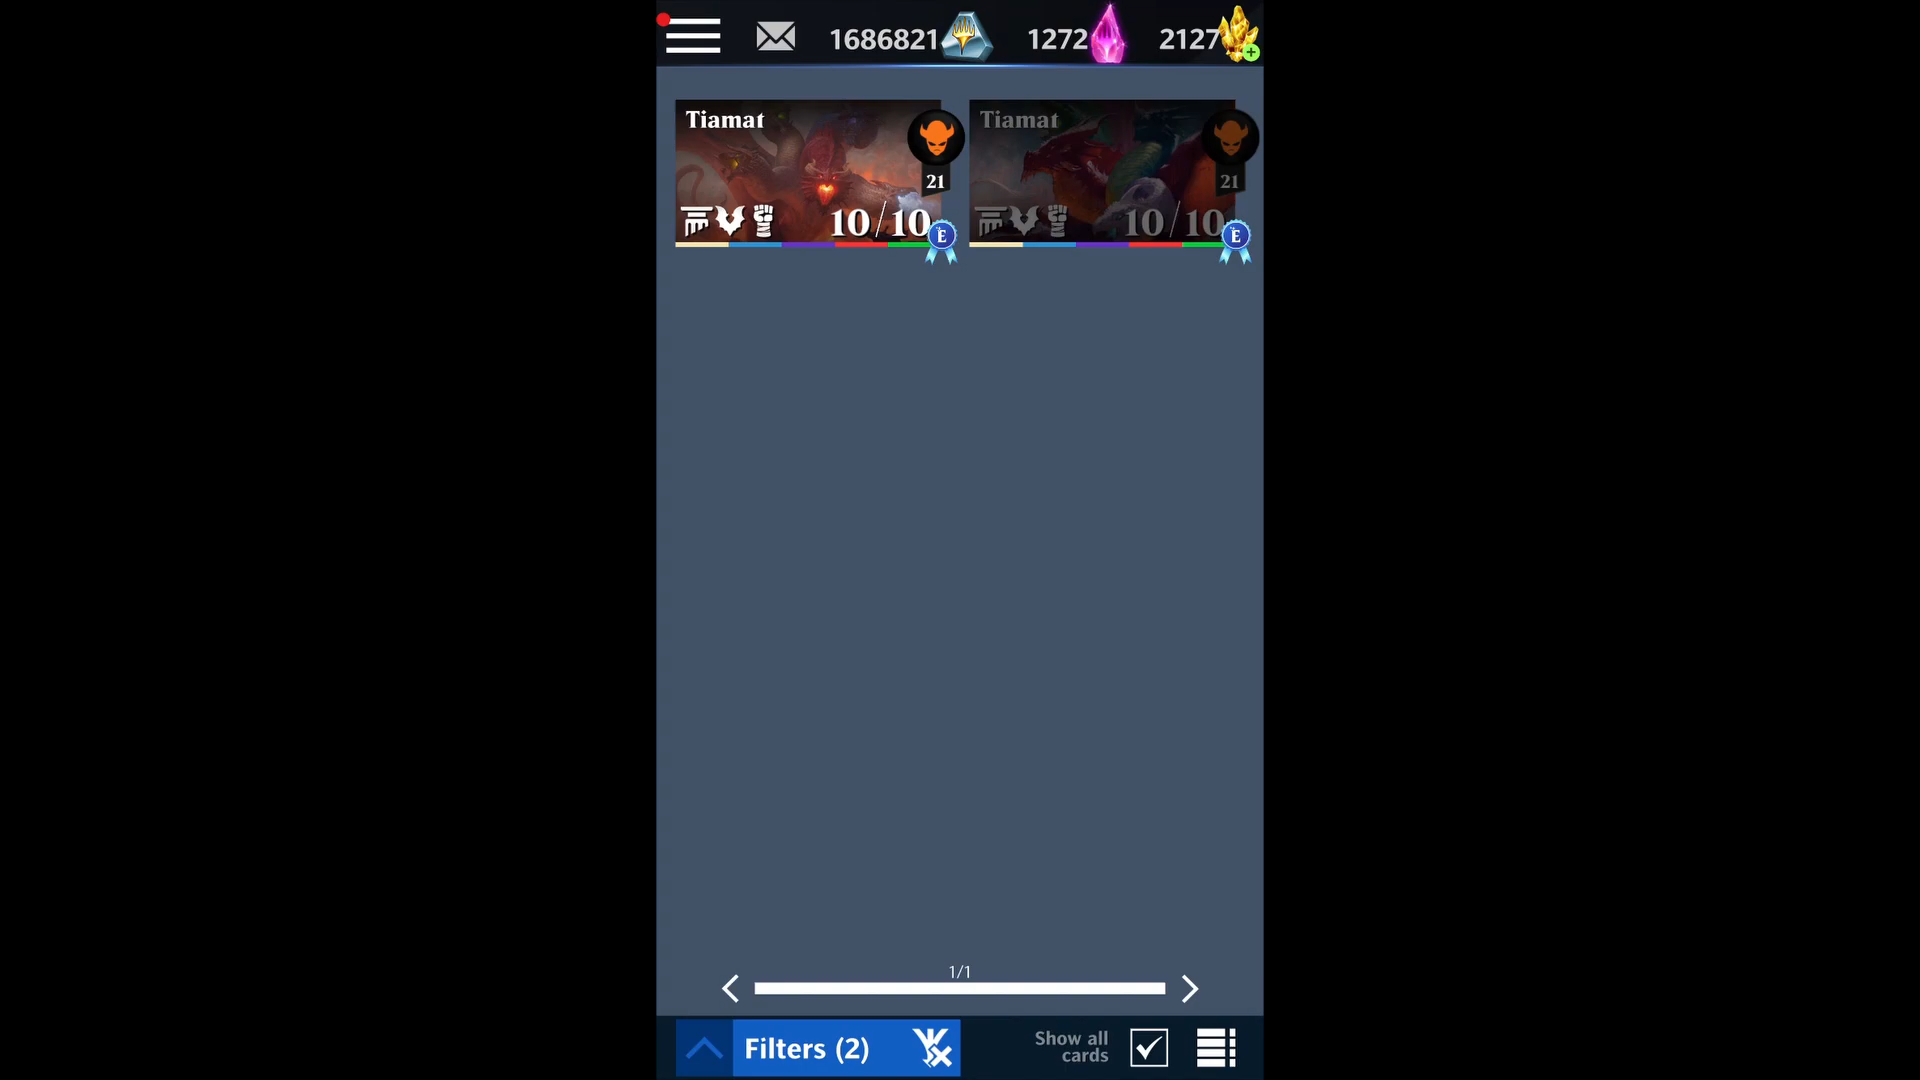 1686821 1272 2127
Tiamat Tiamat
21 21
10/10 10/10
E E
1/1
Filters (2) Show all
cards